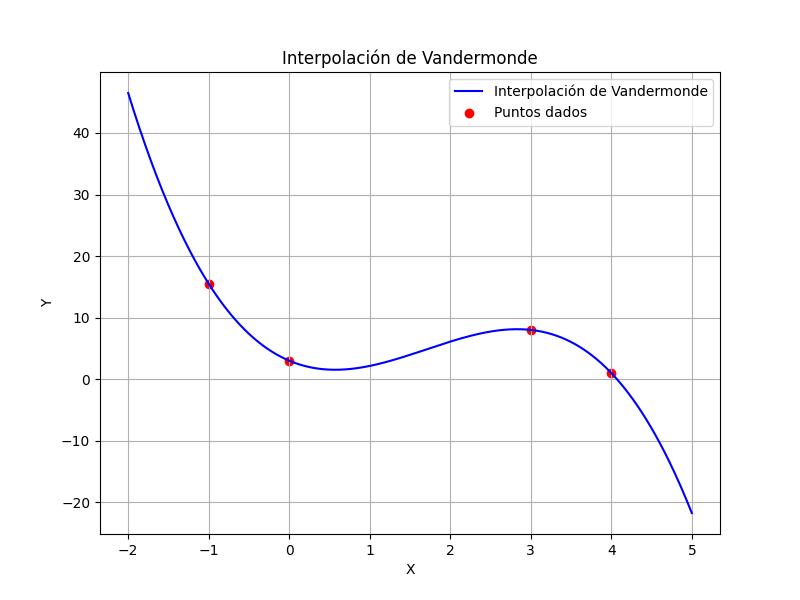 Interpolación de Vandermonde
Interpolación de Vandermonde
Puntos dados
40
30
20
10
0
−10
−20
Y
−2 −1 0 1 2 3 4 5
X